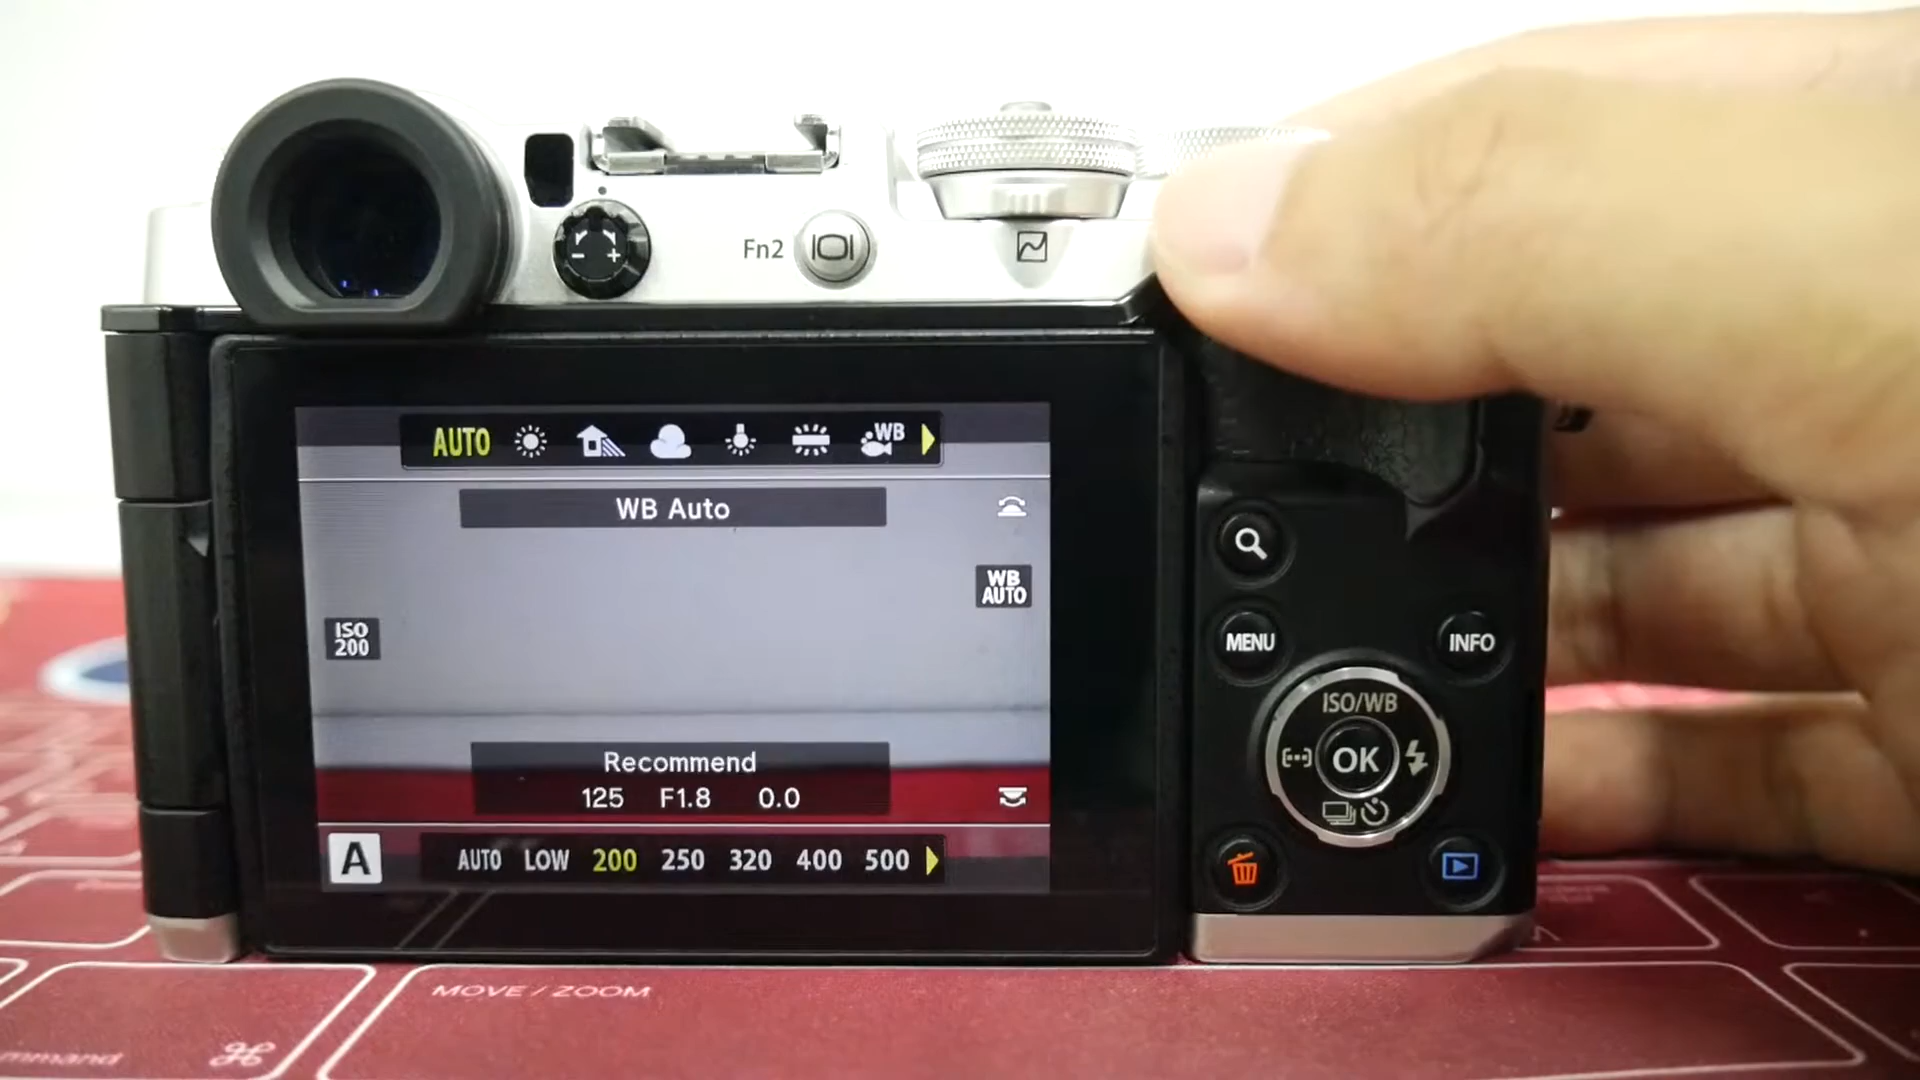 Fn2
AUTO WB
WB Auto
WB
AUTO
ISO
200
Recommend
125 F1.8 0.0
A
AUTO LOW 200 250 320 400 500
MENU
INFO
ISO/WB
OK
MOVE / ZOOM
mmand